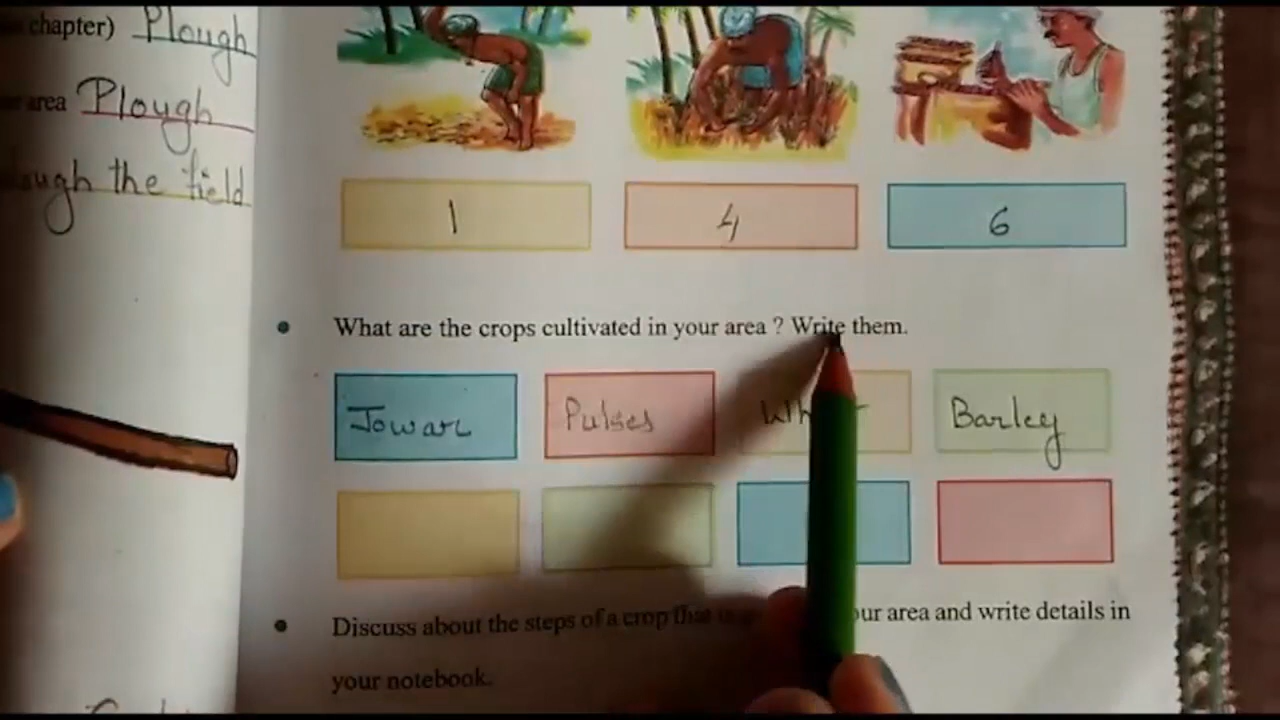 chapter) Plough
area Plough
the field
1 4 6
What are the crops cultivated in your area ? Write them.
Jowar Pulses Barley
Discuss about the steps of a crop that area and write details in
your notebook.